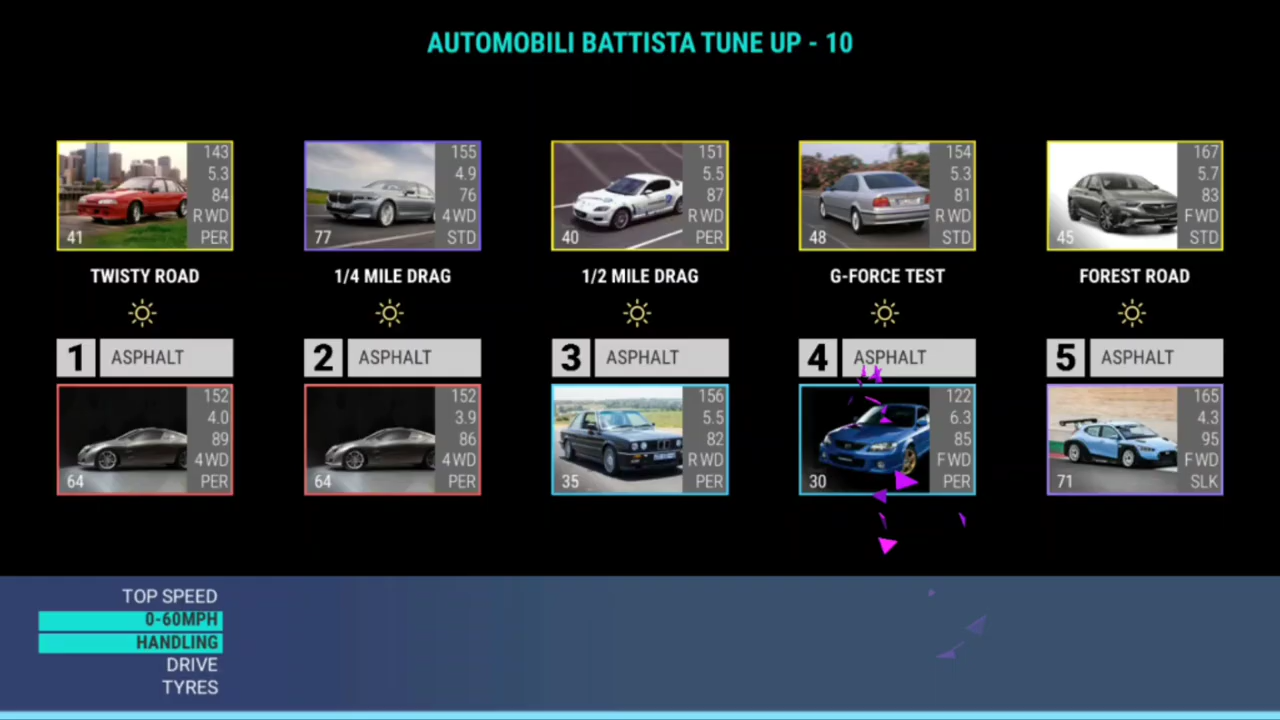 AUTOMOBILI BATTISTA TUNE UP - 10
143
5.3
84
RWD
41 PER
155
4.9
76
4WD
77 STD
151
5.5
87
RWD
40 PER
154
5.3
81
RWD
48 STD
167
5.7
83
FWD
45 STD
TWISTY ROAD
1/4 MILE DRAG
1/2 MILE DRAG
G-FORCE TEST
FOREST ROAD
1 ASPHALT
2 ASPHALT
3 ASPHALT
4 ASPHALT
5 ASPHALT
152
4.0
89
4WD
64 PER
152
3.9
86
4WD
64 PER
156
5.5
82
RWD
35 PER
122
6.3
85
FWD
30 PER
165
4.3
95
FWD
71 SLK
TOP SPEED
0-60MPH
HANDLING
DRIVE
TYRES